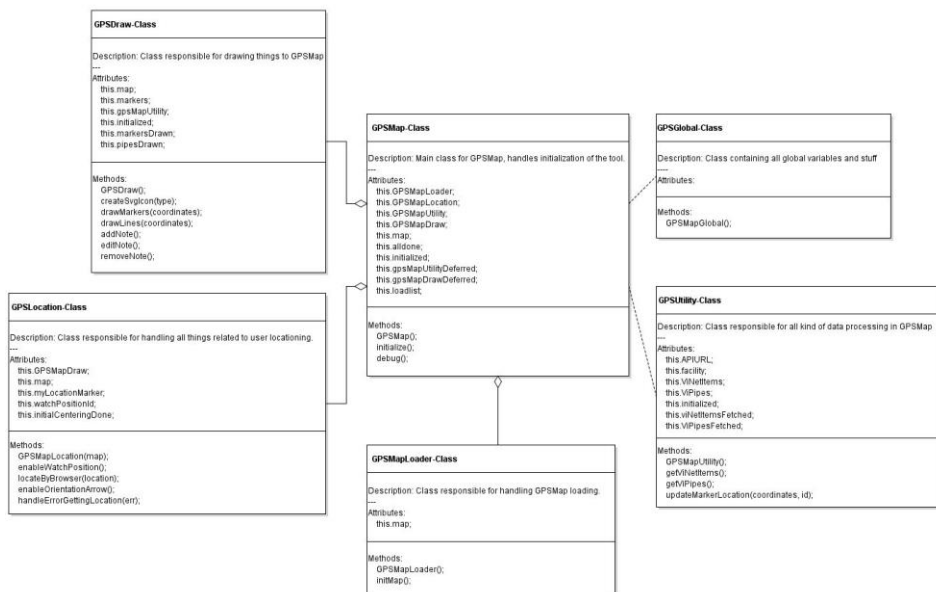 GPSDraw-Class
Description: Class responsible for drawing things to GPSMap
---
Attributes:
this.map;
this.markers;
this.gpsMapUtility;
this.initialized;
this.markersDrawn;
this.pipesDrawn;
Methods:
GPSDraw();
createSvgIcon(type);
drawMarkers(coordinates);
drawLines(coordinates);
addNote();
editNote();
removeNote();
GPSLocation-Class
Description: Class responsible for handling all things related to user locationing.
---
Attributes:
this.GPSMapDraw;
this.map;
this.myLocationMarker;
this.watchPositionId;
this.initialCenteringDone;
Methods:
GPSMapLocation(map);
enableWatchPosition();
locateByBrowser(location);
enableOrientationArrow();
handleErrorGettingLocation(err);
GPSMap-Class
Description: Main class for GPSMap, handles initialization of the tool.
---
Attributes:
this.GPSMapLoader;
this.GPSMapLocation;
this.GPSMapUtility;
this.GPSMapDraw;
this.map;
this.alldone;
this.initialized;
this.gpsMapUtilityDeferred;
this.gpsMapDrawDeferred;
this.loadlist;
Methods:
GPSMap();
initialize();
debug();
GPSMapLoader-Class
Description: Class responsible for handling GPSMap loading.
---
Attributes:
this.map;
Methods:
GPSMapLoader();
initMap();
GPSGlobal-Class
Description: Class containing all global variables and stuff
---
Attributes:
Methods:
GPSMapGlobal();
GPSUtility-Class
Description: Class responsible for all kind of data processing in GPSMap
---
Attributes:
this.APIURL;
this.facility;
this.ViNetItems;
this.ViPipes;
this.initialized;
this.viNetItemsFetched;
this.ViPipesFetched;
Methods:
GPSMapUtility();
getViNetItems();
getViPipes();
updateMarkerLocation(coordinates, id);